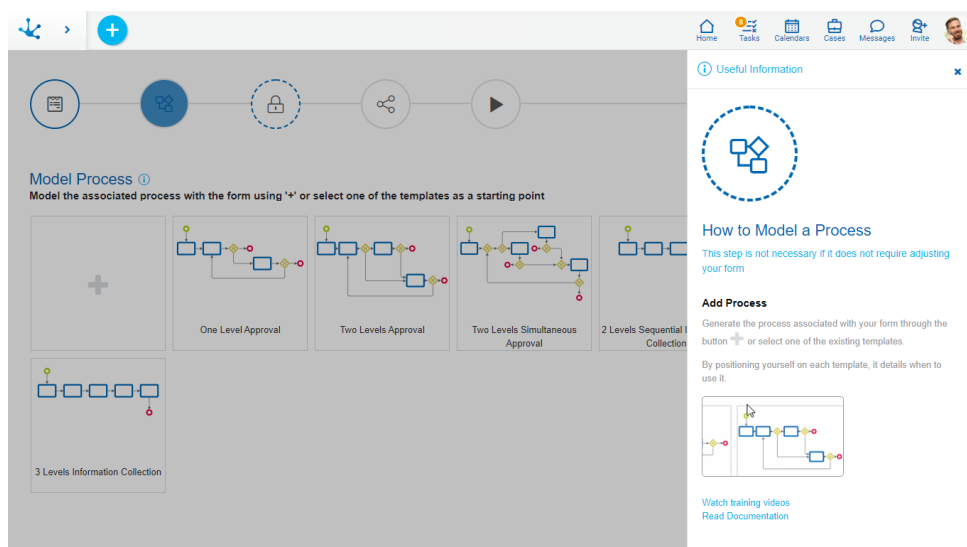 6
Home Tasks Calendars Cases Messages Invite
Useful Information
Model Process
Model the associated process with the form using '+' or select one of the templates as a starting point
One Level Approval
Two Levels Approval
Two Levels Simultaneous
Approval
2 Levels Sequential
Collection
3 Levels Information Collection
How to Model a Process
This step is not necessary if it does not require adjusting
your form
Add Process
Generate the process associated with your form through the
button + or select one of the existing templates.
By positioning yourself on each template, it details when to
use it.
Watch training videos
Read Documentation